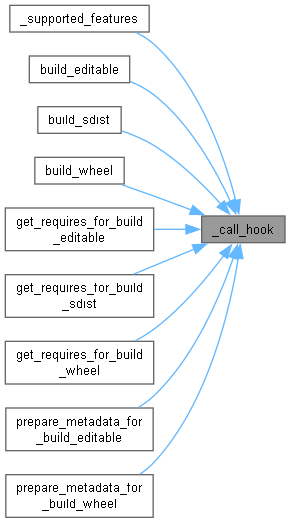 _supported_features
build_editable
build_sdist
build_wheel
_call_hook
get_requires_for_build
_editable
get_requires_for_build
_sdist
get_requires_for_build
_wheel
prepare_metadata_for
_build_editable
prepare_metadata_for
_build_wheel